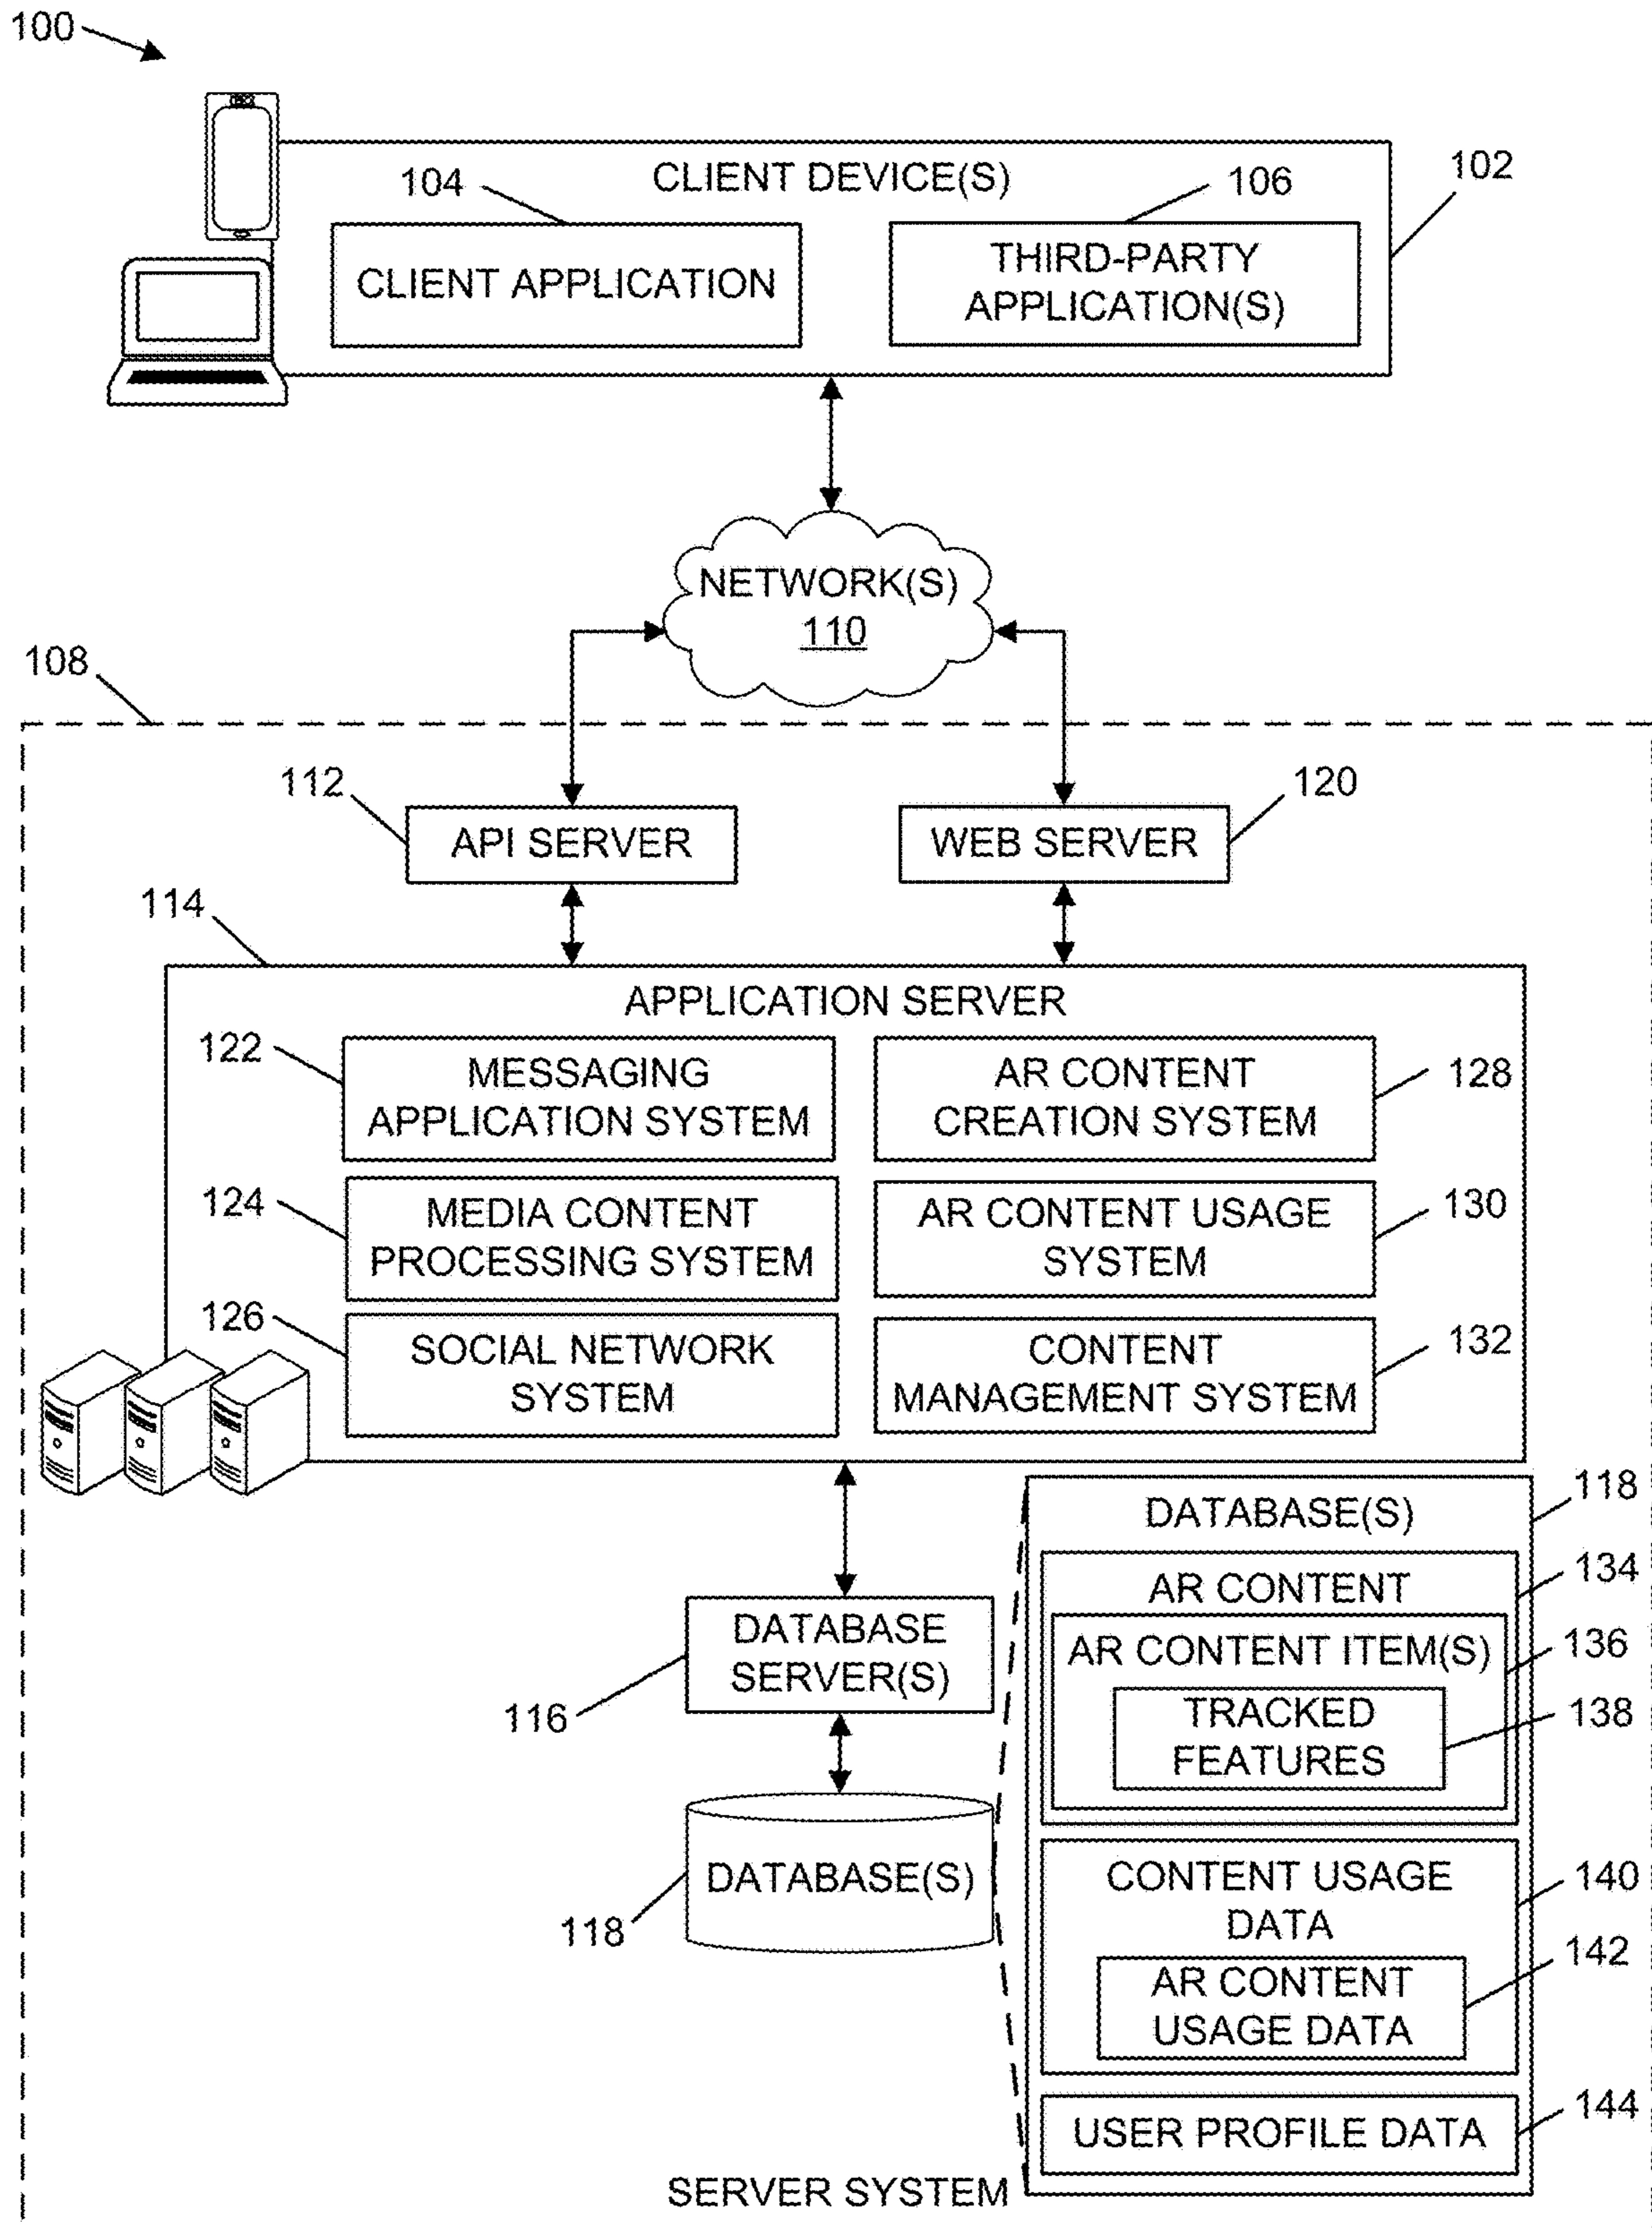 100
CLIENT DEVICE(S)
104
106
102
CLIENT APPLICATION
THIRD-PARTY
APPLICATION(S)
NETWORK(S)
110
108
112
120
API SERVER
WEB SERVER
114
APPLICATION SERVER
122
MESSAGING
APPLICATION SYSTEM
AR CONTENT
CREATION SYSTEM
128
124
MEDIA CONTENT
PROCESSING SYSTEM
AR CONTENT USAGE
SYSTEM
130
126
SOCIAL NETWORK
SYSTEM
CONTENT
MANAGEMENT SYSTEM
132
118
DATABASE(S)
134
AR CONTENT
136
AR CONTENT ITEM(S)
138
TRACKED
FEATURES
DATABASE
SERVER(S)
116
DATABASE(S)
118
CONTENT USAGE
DATA
140
142
AR CONTENT
USAGE DATA
144
USER PROFILE DATA
SERVER SYSTEM